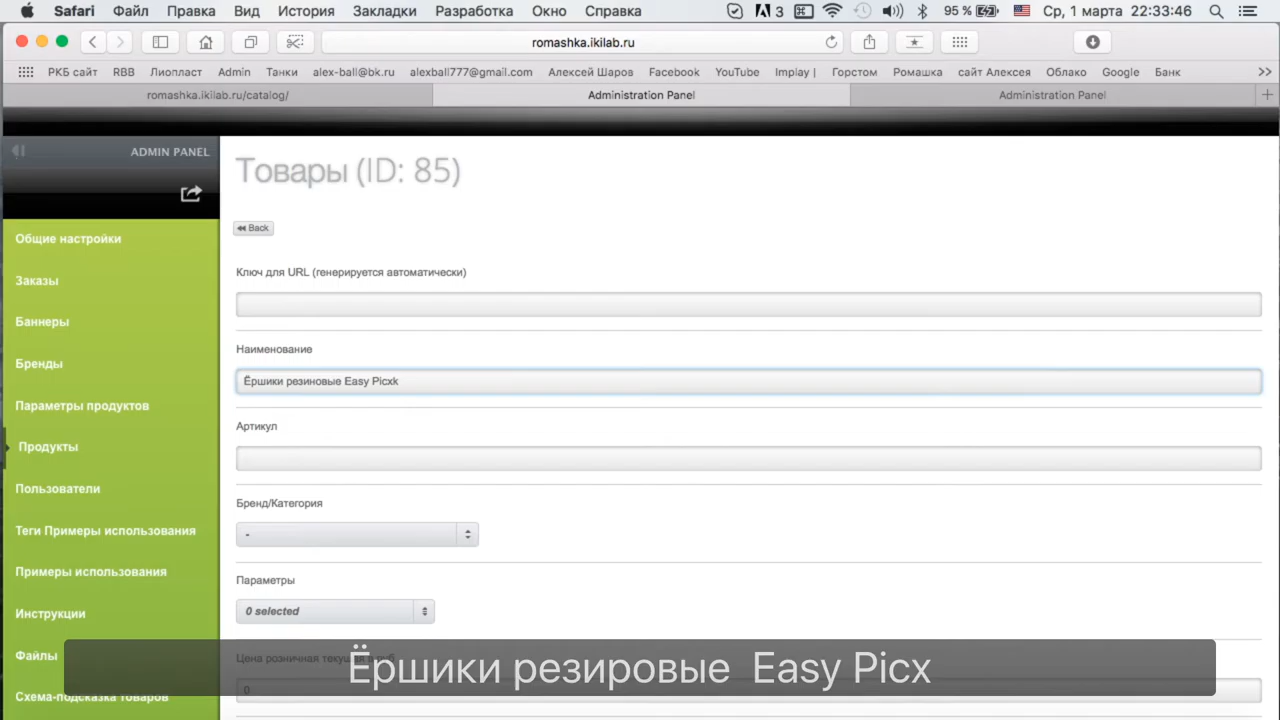 Safari Файл Правка Вид История Закладки Разработка Окно Справка 3 95 % Ср, 1 марта 22:33:46
romashka.ikilab.ru
РКБ сайт RBB Лиопласт Admin Танки alex-ball@bk.ru alexball777@gmail.com Алексей Шаров Facebook YouTube Implay | Горстом Ромашка сайт Алексея Облако Google Банк >>
romashka.ikilab.ru/catalog/ Administration Panel Administration Panel +
ADMIN PANEL
Общие настройки
Заказы
Баннеры
Бренды
Параметры продуктов
Продукты
Пользователи
Теги Примеры использования
Примеры использования
Инструкции
Файлы
Схема-подсказка товаров
Товары (ID: 85)
Back
Ключ для URL (генерируется автоматически)
Наименование
Ёршики резиновые Easy Picxk
Артикул
Бренд/Категория
-
Параметры
0 selected
Цена розничная текущая в руб.
0
Ёршики резировые Easy Picx